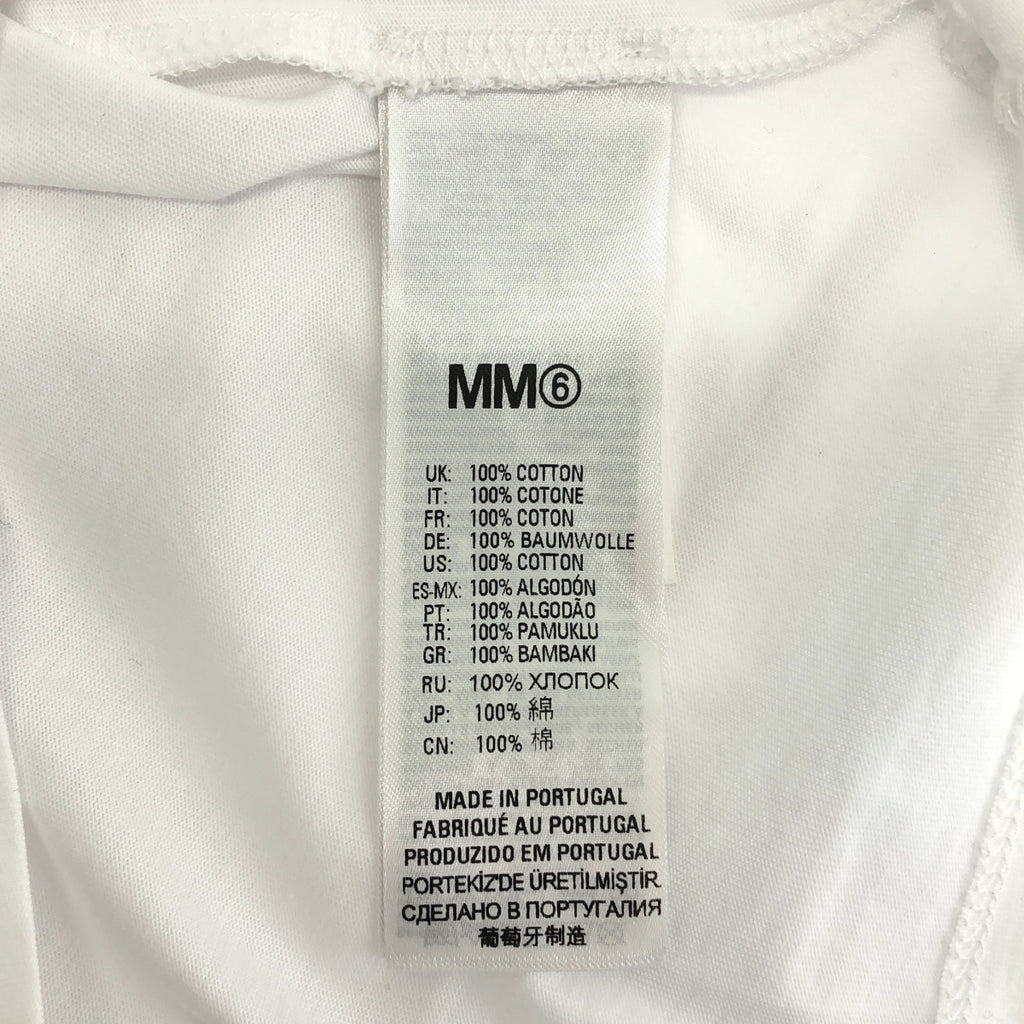 MM⑥
UK: 100% COTTON
IT: 100% COTONE
FR: 100% COTON
DE: 100% BAUMWOLLE
US: 100% COTTON
ES-MX: 100% ALGODÓN
PT: 100% ALGODÃO
TR: 100% PAMUKLU
GR: 100% BAMBAKI
RU: 100% ХЛОПОК
JP: 100% 綿
CN: 100% 棉
MADE IN PORTUGAL
FABRIQUÉ AU PORTUGAL
PRODUZIDO EM PORTUGAL
PORTEKİZ'DE ÜRETİLMİŞTİR
СДЕЛАНО В ПОРТУГАЛИЯ
葡萄牙制造